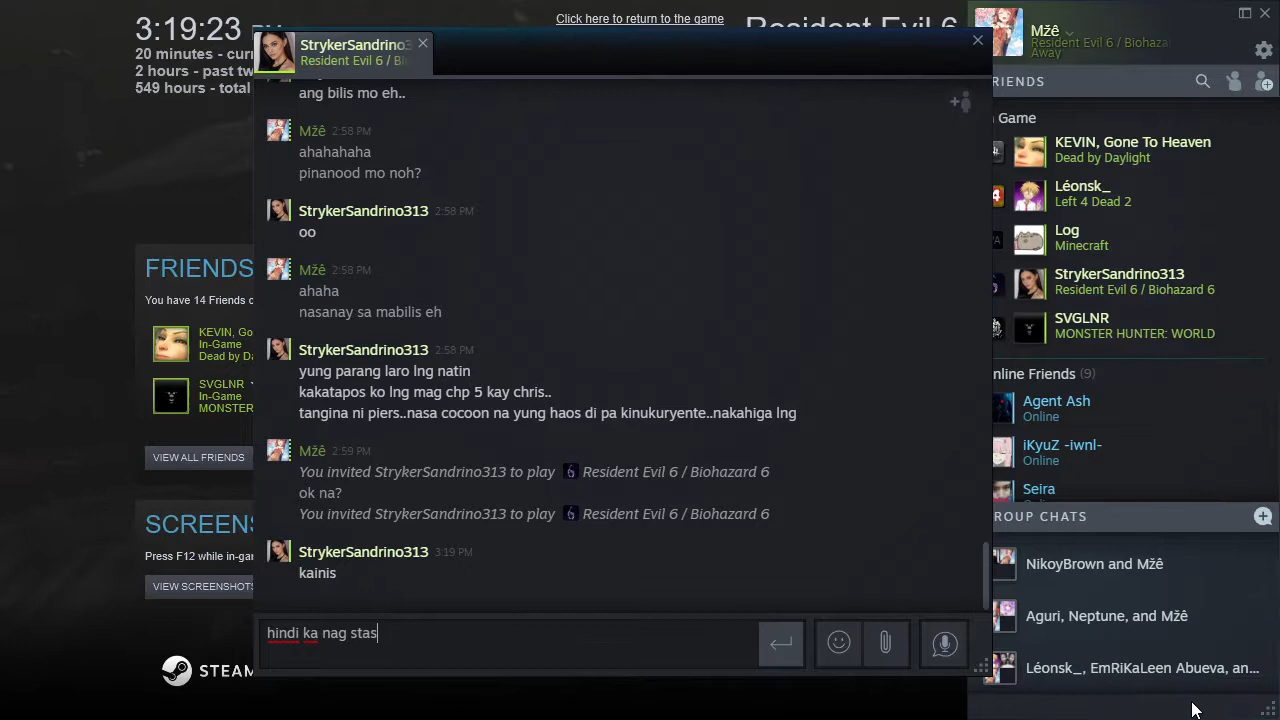 3:19:23
20 minutes - curr
2 hours - past tw
549 hours - total
Click here to return to the game
Resident Evil 6
StrykerSandrino3
Resident Evil 6 / Bi
ang bilis mo eh..
Mžê 2:58 PM
ahahahaha
pinanood mo noh?
StrykerSandrino313 2:58 PM
oo
Mžê 2:58 PM
ahaha
nasanay sa mabilis eh
StrykerSandrino313 2:58 PM
yung parang laro lng natin
kakatapos ko lng mag chp 5 kay chris..
tangina ni piers..nasa cocoon na yung haos di pa kinukuryente..nakahiga lng
Mžê 2:59 PM
You invited StrykerSandrino313 to play Resident Evil 6 / Biohazard 6
ok na?
You invited StrykerSandrino313 to play Resident Evil 6 / Biohazard 6
StrykerSandrino313 3:19 PM
kainis
hindi ka nag stas
FRIENDS
You have 14 Friends o
KEVIN, Go
In-Game
Dead by Da
SVGLNR
In-Game
MONSTER
VIEW ALL FRIENDS
SCREENS
Press F12 while in-gam
VIEW SCREENSHOTS
STEAM
Mžê
Resident Evil 6 / Biohaza
Away
RIENDS
Game
KEVIN, Gone To Heaven
Dead by Daylight
Léonsk_
Left 4 Dead 2
Log
Minecraft
StrykerSandrino313
Resident Evil 6 / Biohazard 6
SVGLNR
MONSTER HUNTER: WORLD
nline Friends (9)
Agent Ash
Online
iKyuZ -iwnl-
Online
Seira
ROUP CHATS
NikoyBrown and Mžê
Aguri, Neptune, and Mžê
Léonsk_, EmRiKaLeen Abueva, an...